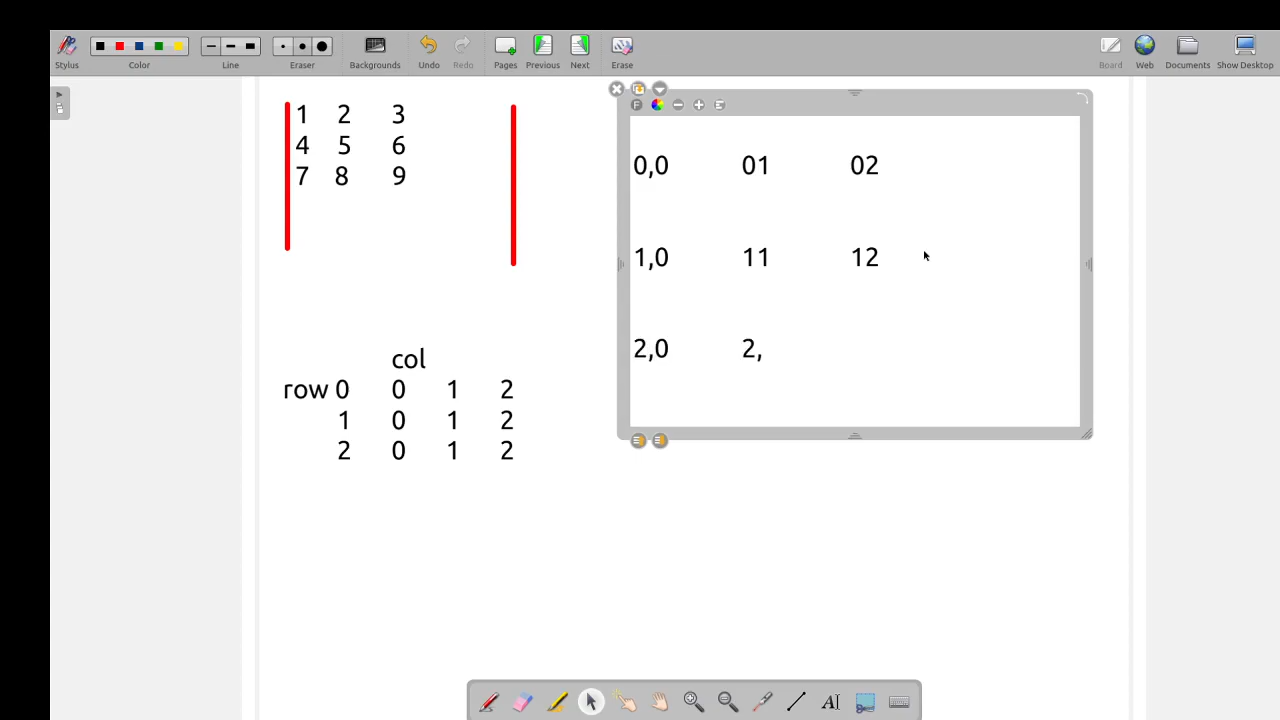 Stylus Color Line Eraser Backgrounds Undo Redo Pages Previous Next Erase Board Web Documents Show Desktop
1 2 3
4 5 6
7 8 9
col
row 0 0 1 2
1 0 1 2
2 0 1 2
F
0,0 01 02
1,0 11 12
2,0 2,
AI